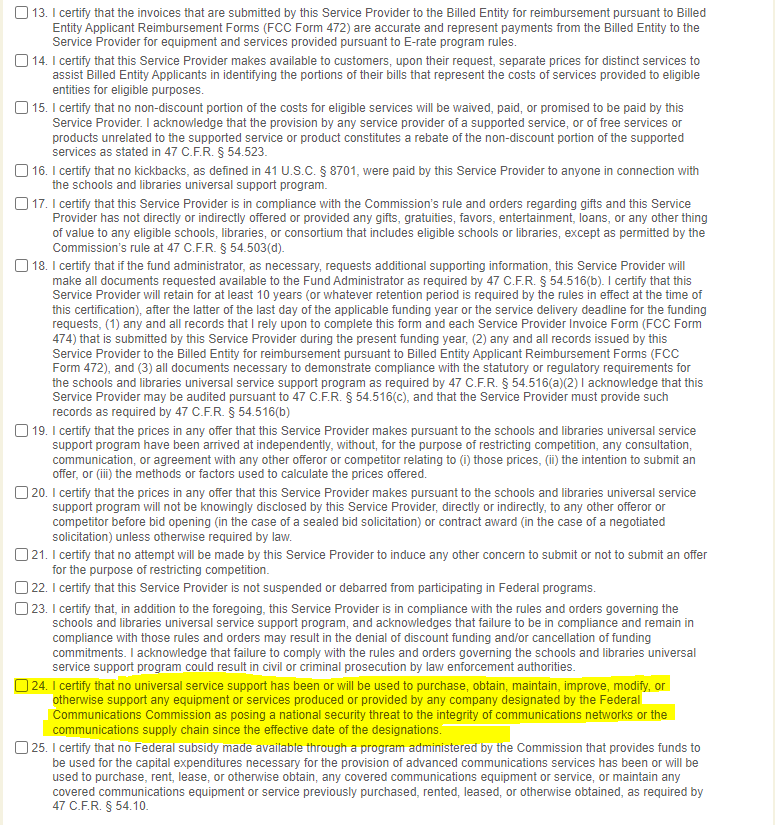 13. I certify that the invoices that are submitted by this Service Provider to the Billed Entity for reimbursement pursuant to Billed
Entity Applicant Reimbursement Forms (FCC Form 472) are accurate and represent payments from the Billed Entity to the
Service Provider for equipment and services provided pursuant to E-rate program rules.
14. I certify that this Service Provider makes available to customers, upon their request, separate prices for distinct services to
assist Billed Entity Applicants in identifying the portions of their bills that represent the costs of services provided to eligible
entities for eligible purposes.
15. I certify that no non-discount portion of the costs for eligible services will be waived, paid, or promised to be paid by this
Service Provider. I acknowledge that the provision by any service provider of a supported service, or of free services or
products unrelated to the supported service or product constitutes a rebate of the non-discount portion of the supported
services as stated in 47 C.F.R. § 54.523.
16. I certify that no kickbacks, as defined in 41 U.S.C. § 8701, were paid by this Service Provider to anyone in connection with
the schools and libraries universal support program.
17. I certify that this Service Provider is in compliance with the Commission's rule and orders regarding gifts and this Service
Provider has not directly or indirectly offered or provided any gifts, gratuities, favors, entertainment, loans, or any other thing
of value to any eligible schools, libraries, or consortium that includes eligible schools or libraries, except as permitted by the
Commission's rule at 47 C.F.R. § 54.503(d).
18. I certify that if the fund administrator, as necessary, requests additional supporting information, this Service Provider will
make all documents requested available to the Fund Administrator as required by 47 C.F.R. § 54.516(b). I certify that this
Service Provider will retain for at least 10 years (or whatever retention period is required by the rules in effect at the time of
this certification), after the latter of the last day of the applicable funding year or the service delivery deadline for the funding
requests, (1) any and all records that I rely upon to complete this form and each Service Provider Invoice Form (FCC Form
474) that is submitted by this Service Provider during the present funding year, (2) any and all records issued by this
Service Provider to the Billed Entity for reimbursement pursuant to Billed Entity Applicant Reimbursement Forms (FCC
Form 472), and (3) all documents necessary to demonstrate compliance with the statutory or regulatory requirements for
the schools and libraries universal service support program as required by 47 C.F.R. § 54.516(a)(2) I acknowledge that this
Service Provider may be audited pursuant to 47 C.F.R. § 54.516(c), and that the Service Provider must provide such
records as required by 47 C.F.R. § 54.516(b)
19. I certify that the prices in any offer that this Service Provider makes pursuant to the schools and libraries universal service
support program have been arrived at independently, without, for the purpose of restricting competition, any consultation,
communication, or agreement with any other offeror or competitor relating to (i) those prices, (ii) the intention to submit an
offer, or (iii) the methods or factors used to calculate the prices offered.
20. I certify that the prices in any offer that this Service Provider makes pursuant to the schools and libraries universal service
support program will not be knowingly disclosed by this Service Provider, directly or indirectly, to any other offeror or
competitor before bid opening (in the case of a sealed bid solicitation) or contract award (in the case of a negotiated
solicitation) unless otherwise required by law.
21. I certify that no attempt will be made by this Service Provider to induce any other concern to submit or not to submit an offer
for the purpose of restricting competition.
22. I certify that this Service Provider is not suspended or debarred from participating in Federal programs.
23. I certify that, in addition to the foregoing, this Service Provider is in compliance with the rules and orders governing the
schools and libraries universal service support program, and acknowledges that failure to be in compliance and remain in
compliance with those rules and orders may result in the denial of discount funding and/or cancellation of funding
commitments. I acknowledge that failure to comply with the rules and orders governing the schools and libraries universal
service support program could result in civil or criminal prosecution by law enforcement authorities.
24. I certify that no universal service support has been or will be used to purchase, obtain, maintain, improve, modify, or
otherwise support any equipment or services produced or provided by any company designated by the Federal
Communications Commission as posing a national security threat to the integrity of communications networks or the
communications supply chain since the effective date of the designations.
25. I certify that no Federal subsidy made available through a program administered by the Commission that provides funds to
be used for the capital expenditures necessary for the provision of advanced communications services has been or will be
used to purchase, rent, lease, or otherwise obtain, any covered communications equipment or service, or maintain any
covered communications equipment or service previously purchased, rented, leased, or otherwise obtained, as required by
47 C.F.R. § 54.10.